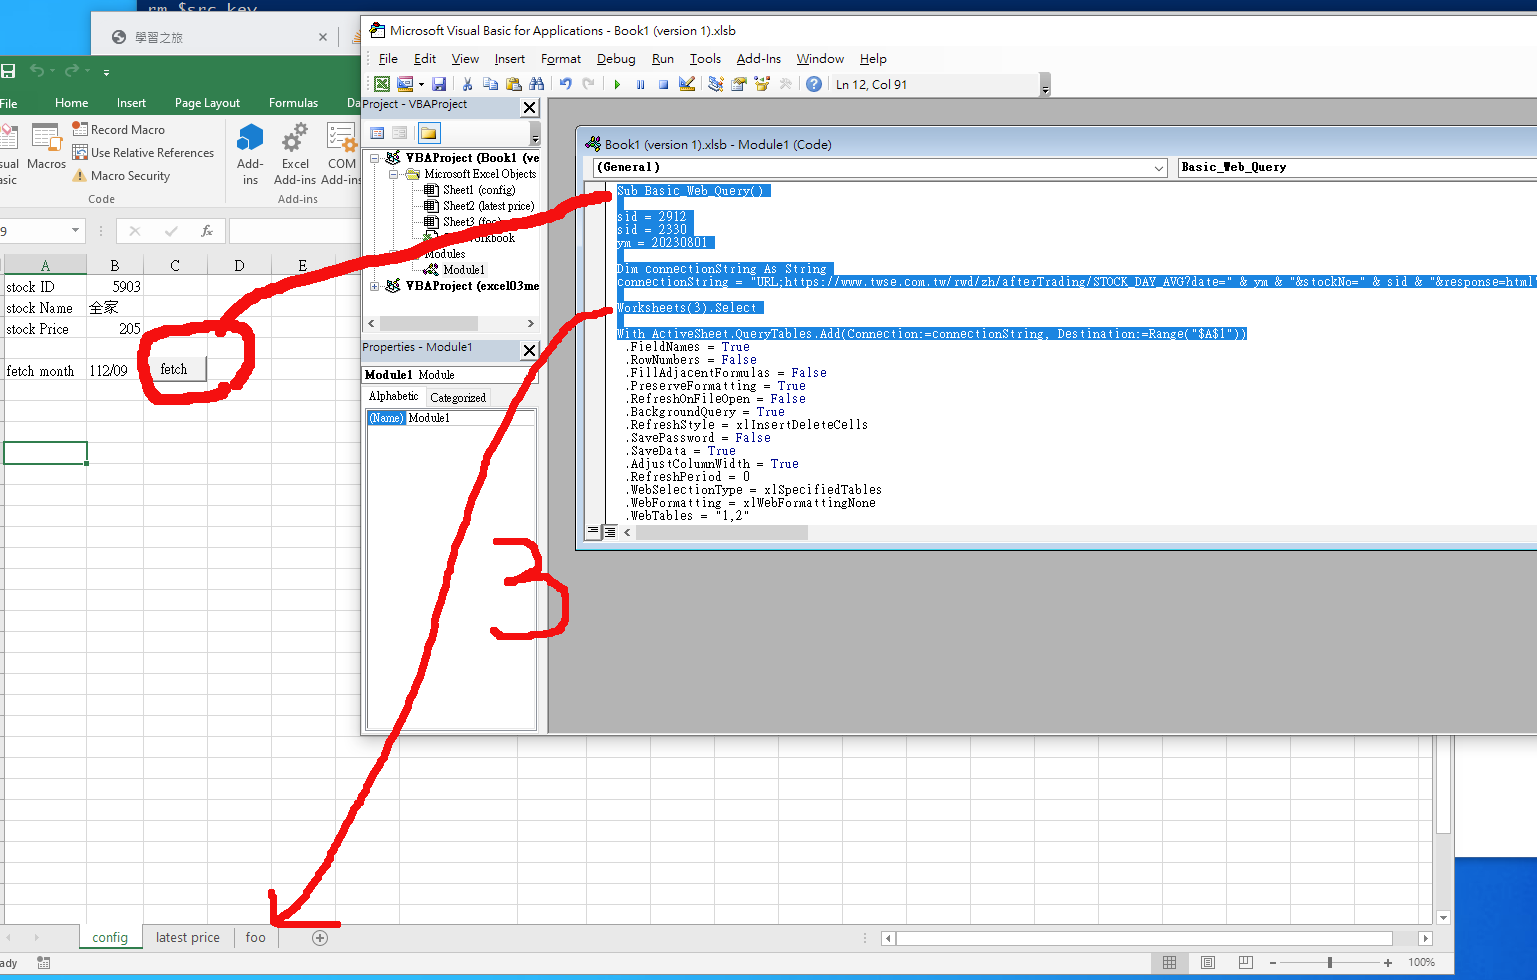 rm $src key
學習之旅
Microsoft Visual Basic for Applications - Book1 (version 1).xlsb
File Edit View Insert Format Debug Run Tools Add-Ins Window Help
Ln 12, Col 91
File Home Insert Page Layout Formulas Da
Macros
Record Macro
Use Relative References
Macro Security
Code
Add-
ins
Excel
Add-ins
COM
Add-ins
Add-ins
Project - VBAProject
VBAProject (Book1 (ve
Microsoft Excel Objects
Sheet1 (config)
Sheet2 (latest price)
Sheet3 (foo)
Modules
Module1
VBAProject (excel03me
Properties - Module1
Module1 Module
Alphabetic Categorized
(Name) Module1
Book1 (version 1).xlsb - Module1 (Code)
(General) Basic_Web_Query
Sub Basic_Web_Query()
sid = 2912
sid = 2330
ym = 20230801
Dim connectionString As String
connectionString = "URL;https://www.twse.com.tw/rwd/zh/afterTrading/STOCK_DAY_AVG?date=" & ym & "&stockNo=" & sid & "&response=html"
Worksheets(3).Select
With ActiveSheet.QueryTables.Add(Connection:=connectionString, Destination:=Range("$A$1"))
.FieldNames = True
.RowNumbers = False
.FillAdjacentFormulas = False
.PreserveFormatting = True
.RefreshOnFileOpen = False
.BackgroundQuery = True
.RefreshStyle = xlInsertDeleteCells
.SavePassword = False
.SaveData = True
.AdjustColumnWidth = True
.RefreshPeriod = 0
.WebSelectionType = xlSpecifiedTables
.WebFormatting = xlWebFormattingNone
.WebTables = "1,2"
9
fx
A B C D E
stock ID 5903
stock Name 全家
stock Price 205
fetch month 112/09 fetch
3
config latest price foo
ady
100%